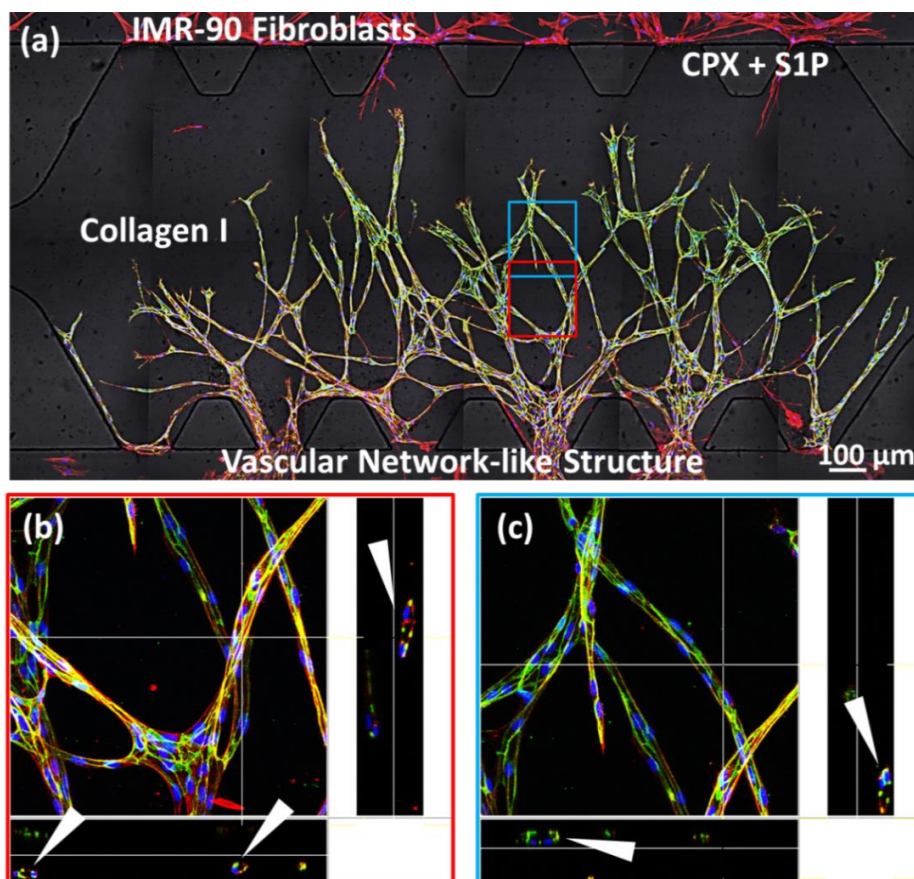 (a)
IMR-90 Fibroblasts
CPX + S1P
Collagen I
Vascular Network-like Structure
100 μm
(b)
(c)